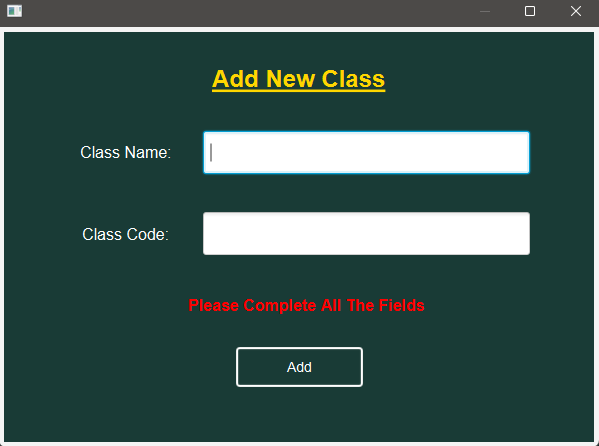 Add New Class
Class Name:
Class Code:
Please Complete All The Fields
Add